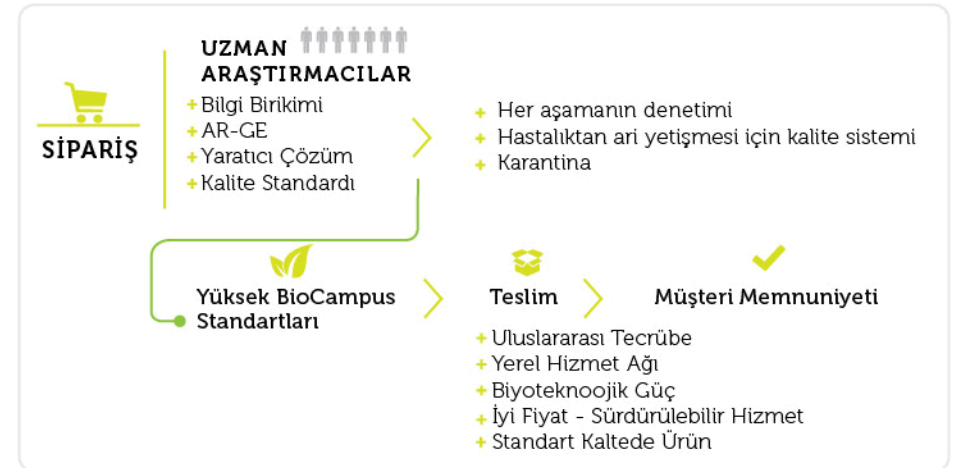 SİPARİŞ
UZMAN
ARAŞTIRMACILAR
+Bilgi Birikimi
+AR-GE
+Yaratıcı Çözüm
+Kalite Standardı
+ Her aşamanın denetimi
+ Hastalıktan ari yetişmesi için kalite sistemi
+ Karantina
Yüksek BioCampus
Standartları
Teslim
+Uluslararası Tecrübe
+Yerel Hizmet Ağı
+Biyoteknoojik Güç
+İyi Fiyat - Sürdürülebilir Hizmet
+Standart Kaltede Ürün
Müşteri Memnuniyeti